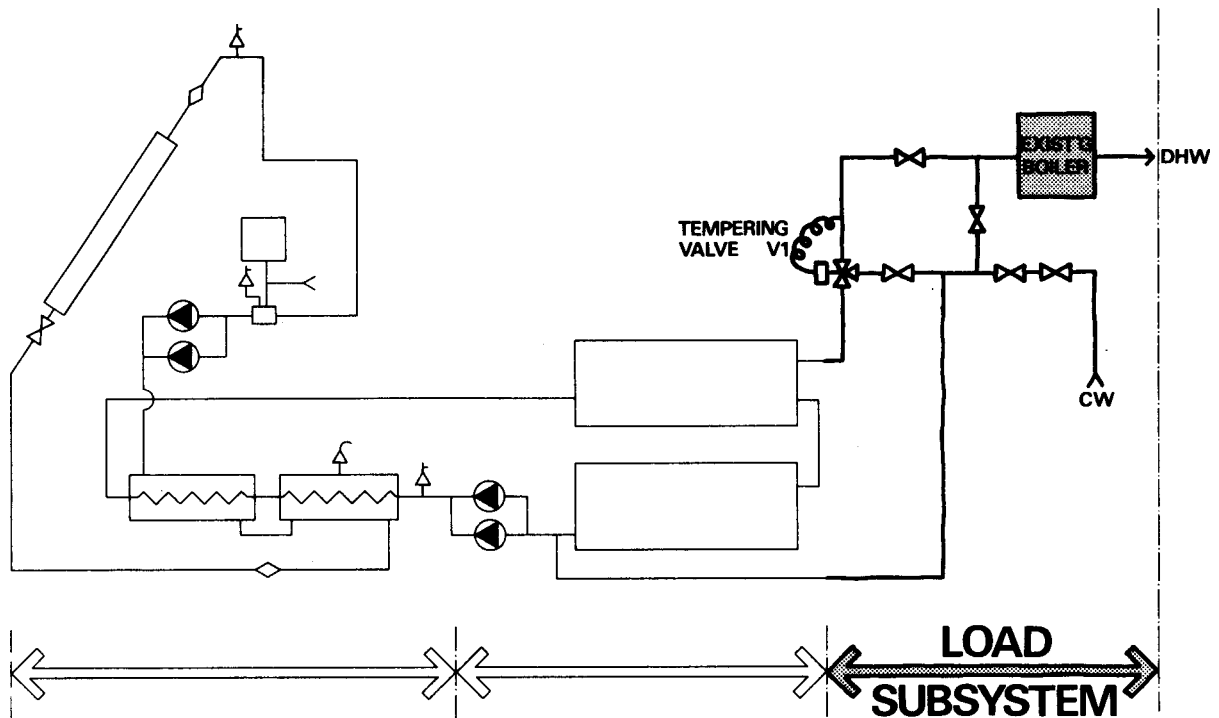 EXIST'G
BOILER
DHW
TEMPERING
VALVE V1
CW
LOAD
SUBSYSTEM